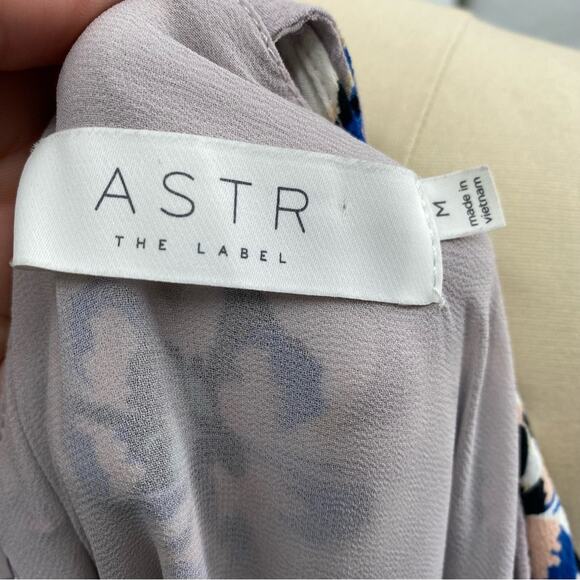 ASTR
THE LABEL
M
made in
vietnam